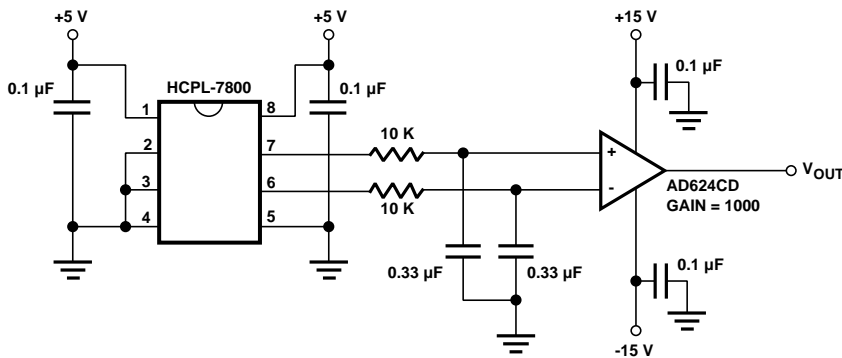 +5 V
+5 V
+15 V
HCPL-7800
0.1 µF
0.1 µF
0.1 µF
1
8
10 K
2
7
+
3
6
-
V_OUT
AD624CD
GAIN = 1000
10 K
4
5
0.33 µF
0.33 µF
0.1 µF
-15 V